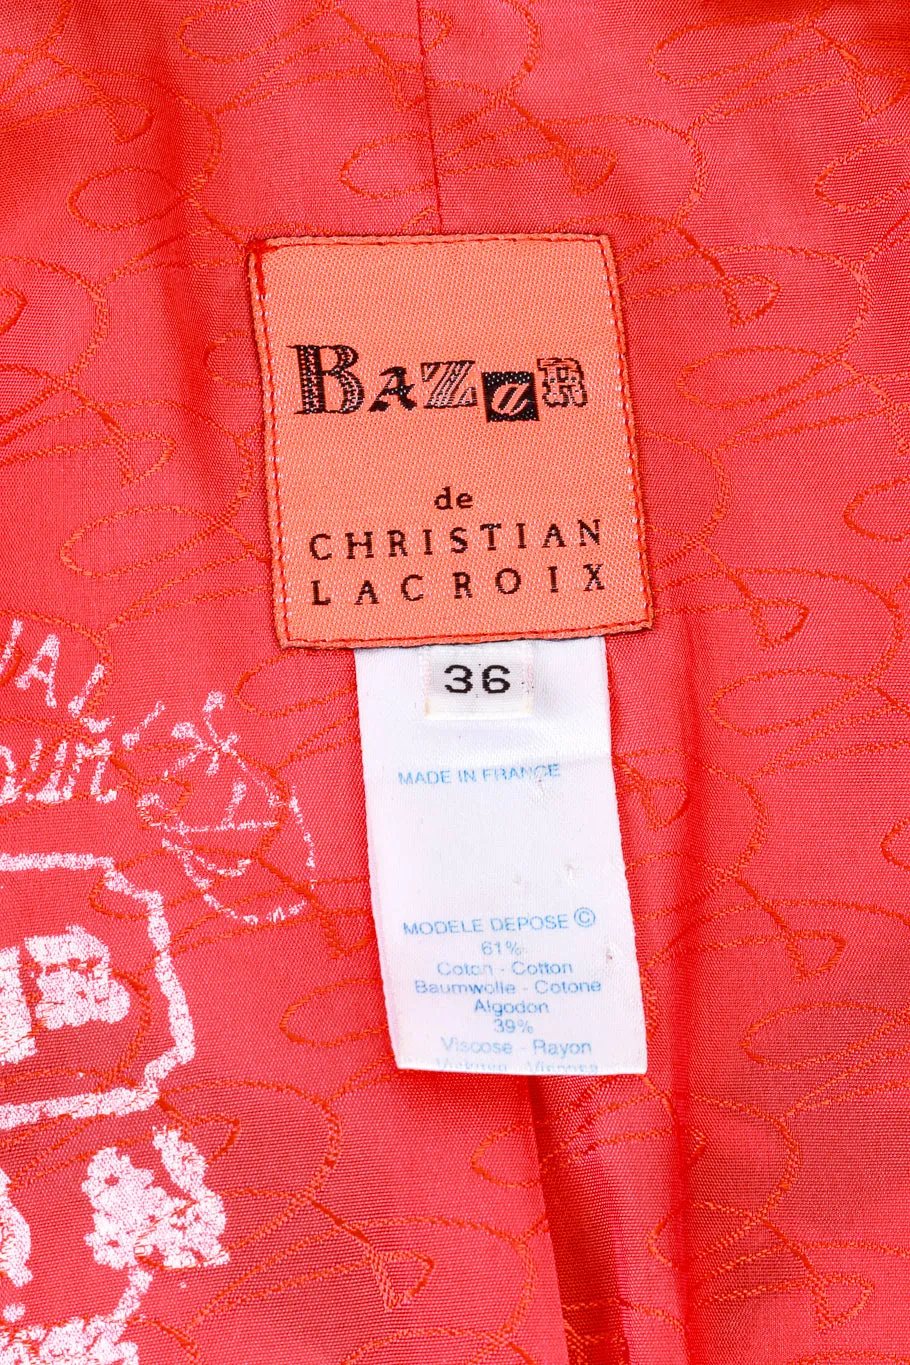 BAZaR
de
CHRISTIAN
LACROIX
36
MADE IN FRANCE
MODELE DEPOSE ©
61%
Coton - Cotton
Baumwolle - Cotone
Algodon
39%
Viscose - Rayon